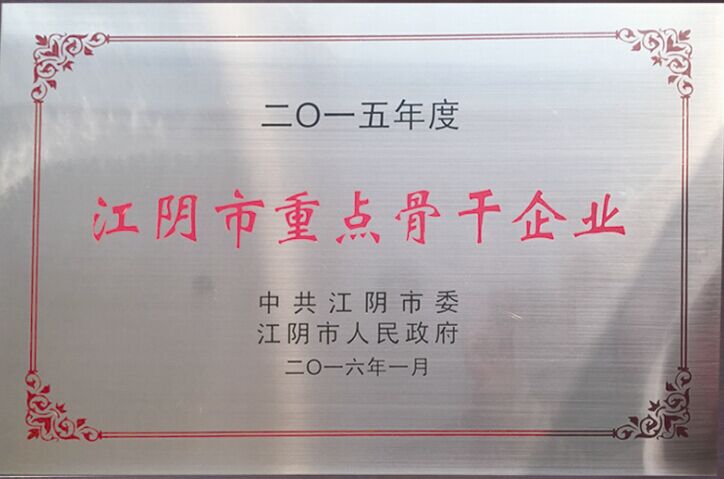 二〇一五年度
江阴市重点骨干企业
中共江阴市委
江阴市人民政府
二〇一六年一月